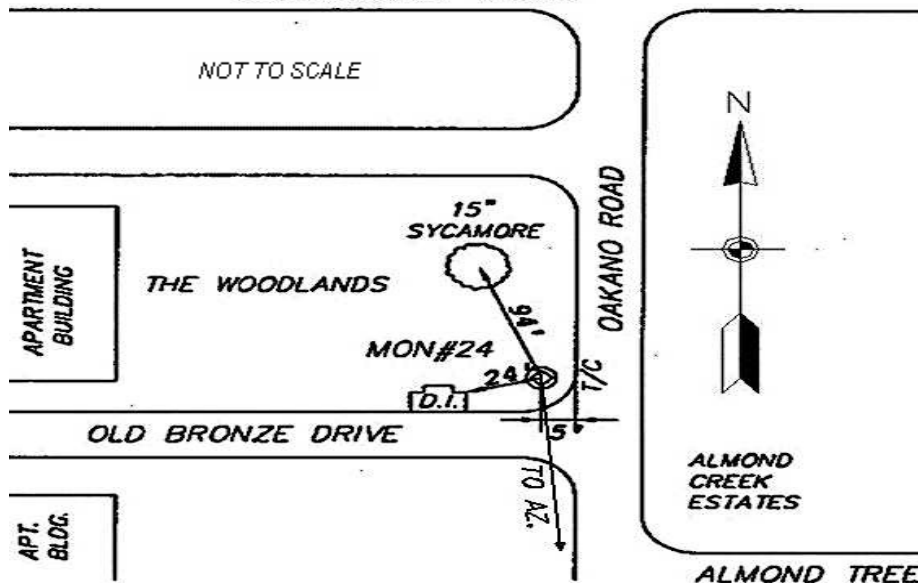 NOT TO SCALE
N
15"
SYCAMORE
OAKANO ROAD
APARTMENT
BUILDING
THE WOODLANDS
94'
MON#24
24'
T/C
D.I.
OLD BRONZE DRIVE
5
TO AZ.
ALMOND
CREEK
ESTATES
APT.
BLDG.
ALMOND TREE